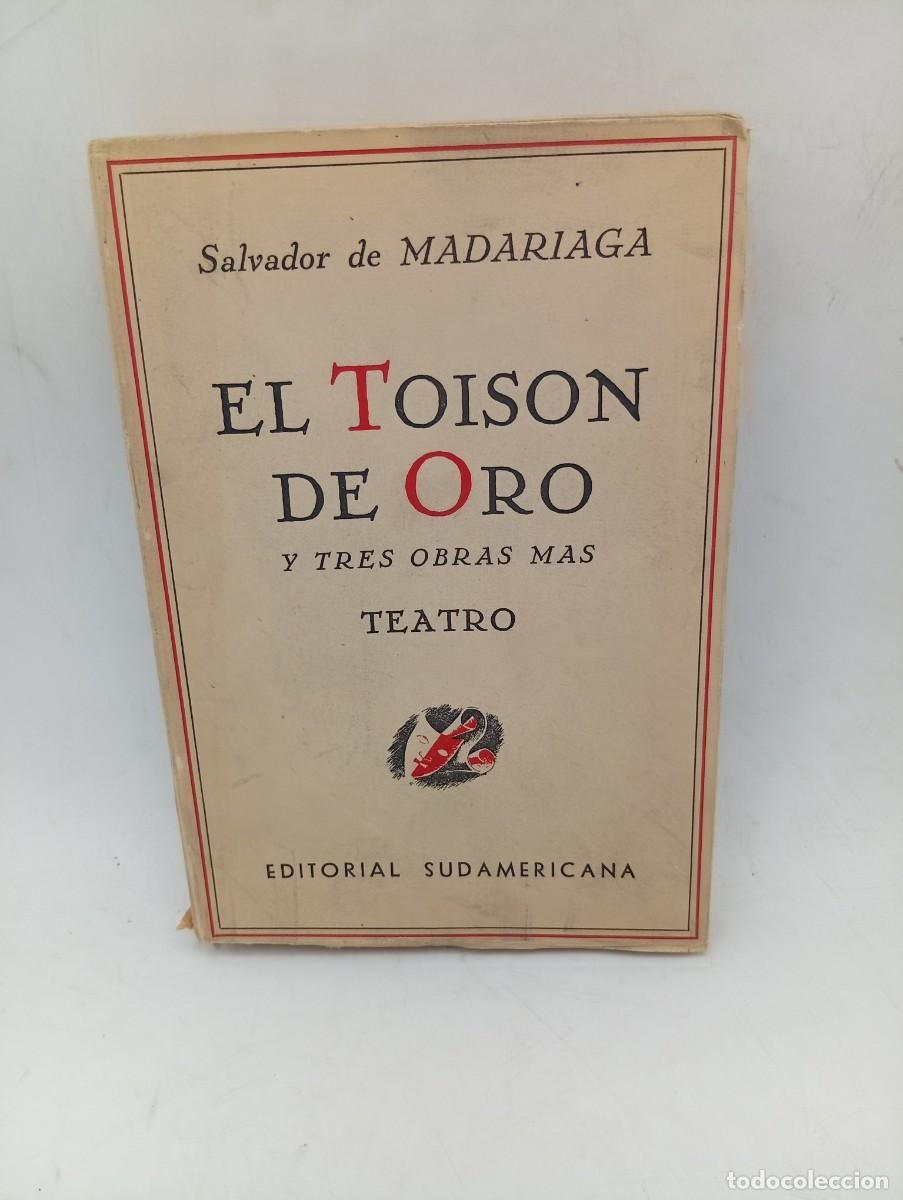 Salvador de MADARIAGA
EL TOISON
DE ORO
Y TRES OBRAS MAS
TEATRO
EDITORIAL SUDAMERICANA
todocoleccion